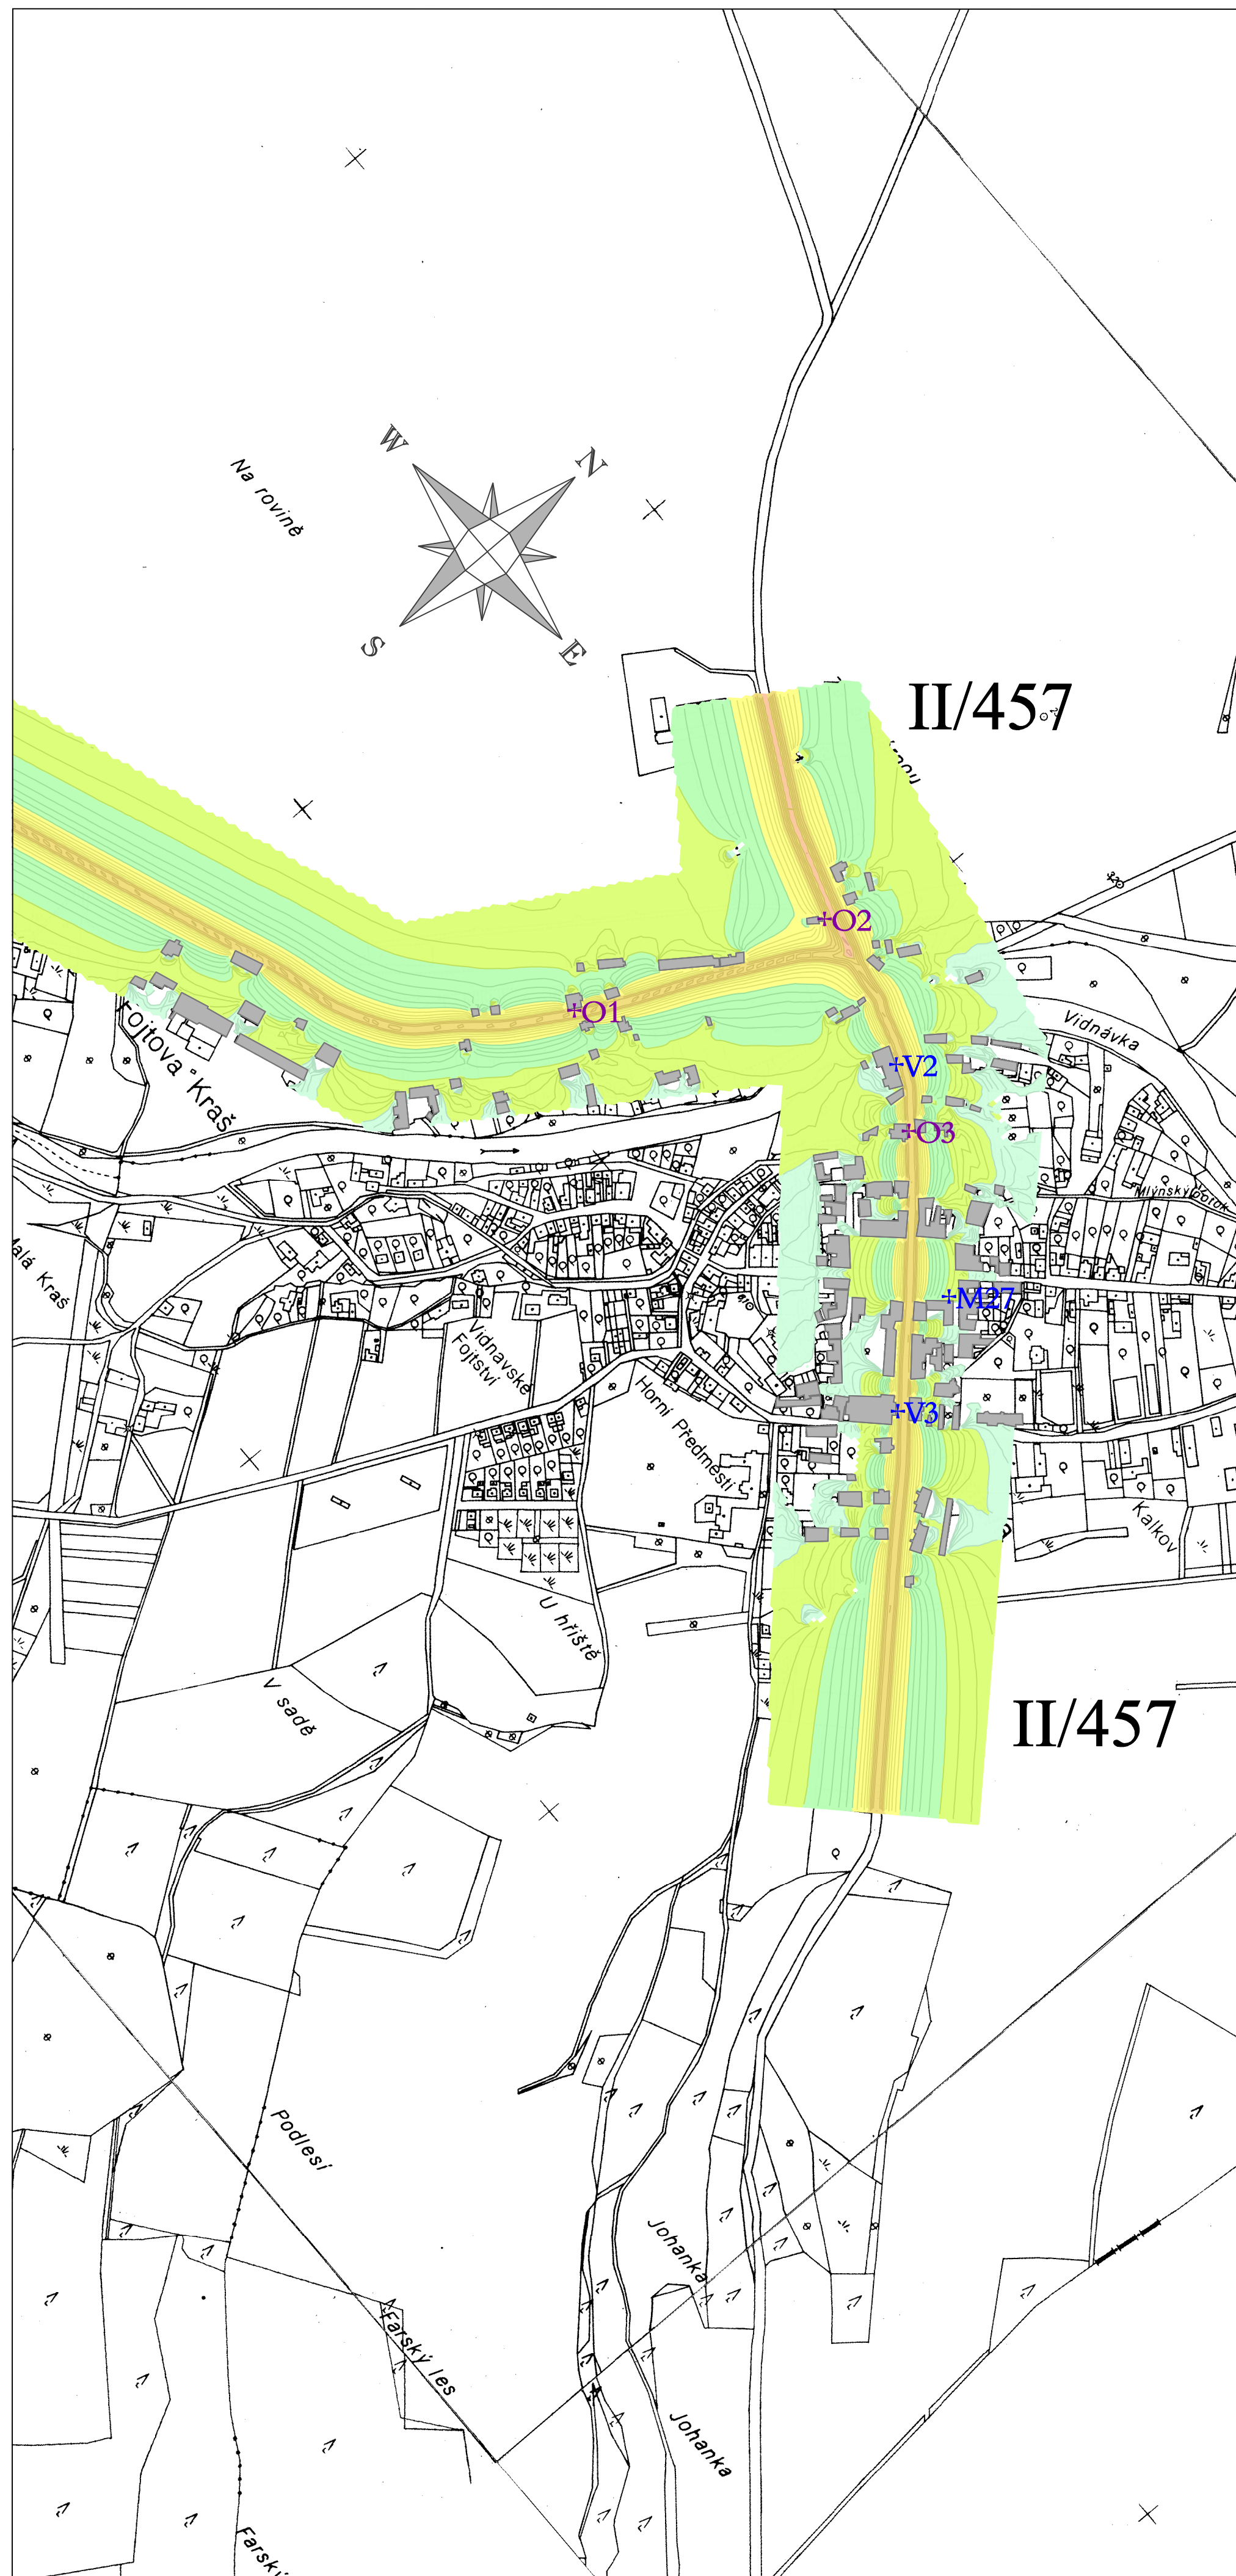 W
N
Na rovině
S
E
II/457
O2
O1
Fojtova Kraš
V2
Vidnávka
O3
Mlýnský potok
Malá Kraš
M27
Vidnavské
Fojtství
Horní Předměstí
V3
Kalkov
U hřiště
V sadě
II/457
Podlesí
Johanka
Farský les
Johanka
Farský